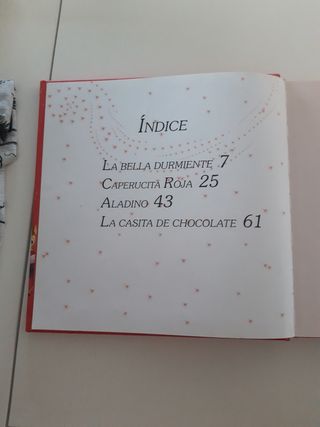 ÍNDICE
LA BELLA DURMIENTE 7
CAPERUCITA ROJA 25
ALADINO 43
LA CASITA DE CHOCOLATE 61